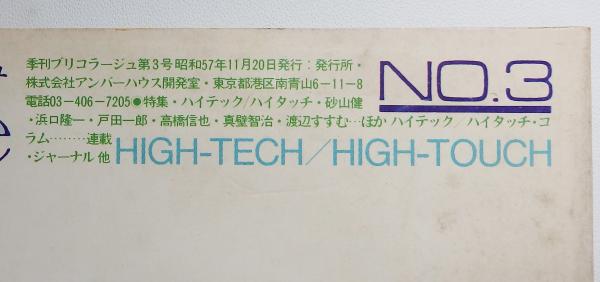 季刊ブリコラージュ第3号 昭和57年11月20日発行：発行所・
株式会社アンバーハウス開発室・東京都港区南青山6-11-8
電話03-406-7205●特集・ハイテック/ハイタッチ・砂山健
・浜口隆一・戸田一郎・高橋信也・真壁智治・渡辺すすむ…ほか ハイテック/ハイタッチ・コ
ラム………連載
・ジャーナル 他
HIGH-TECH/HIGH-TOUCH
NO.3